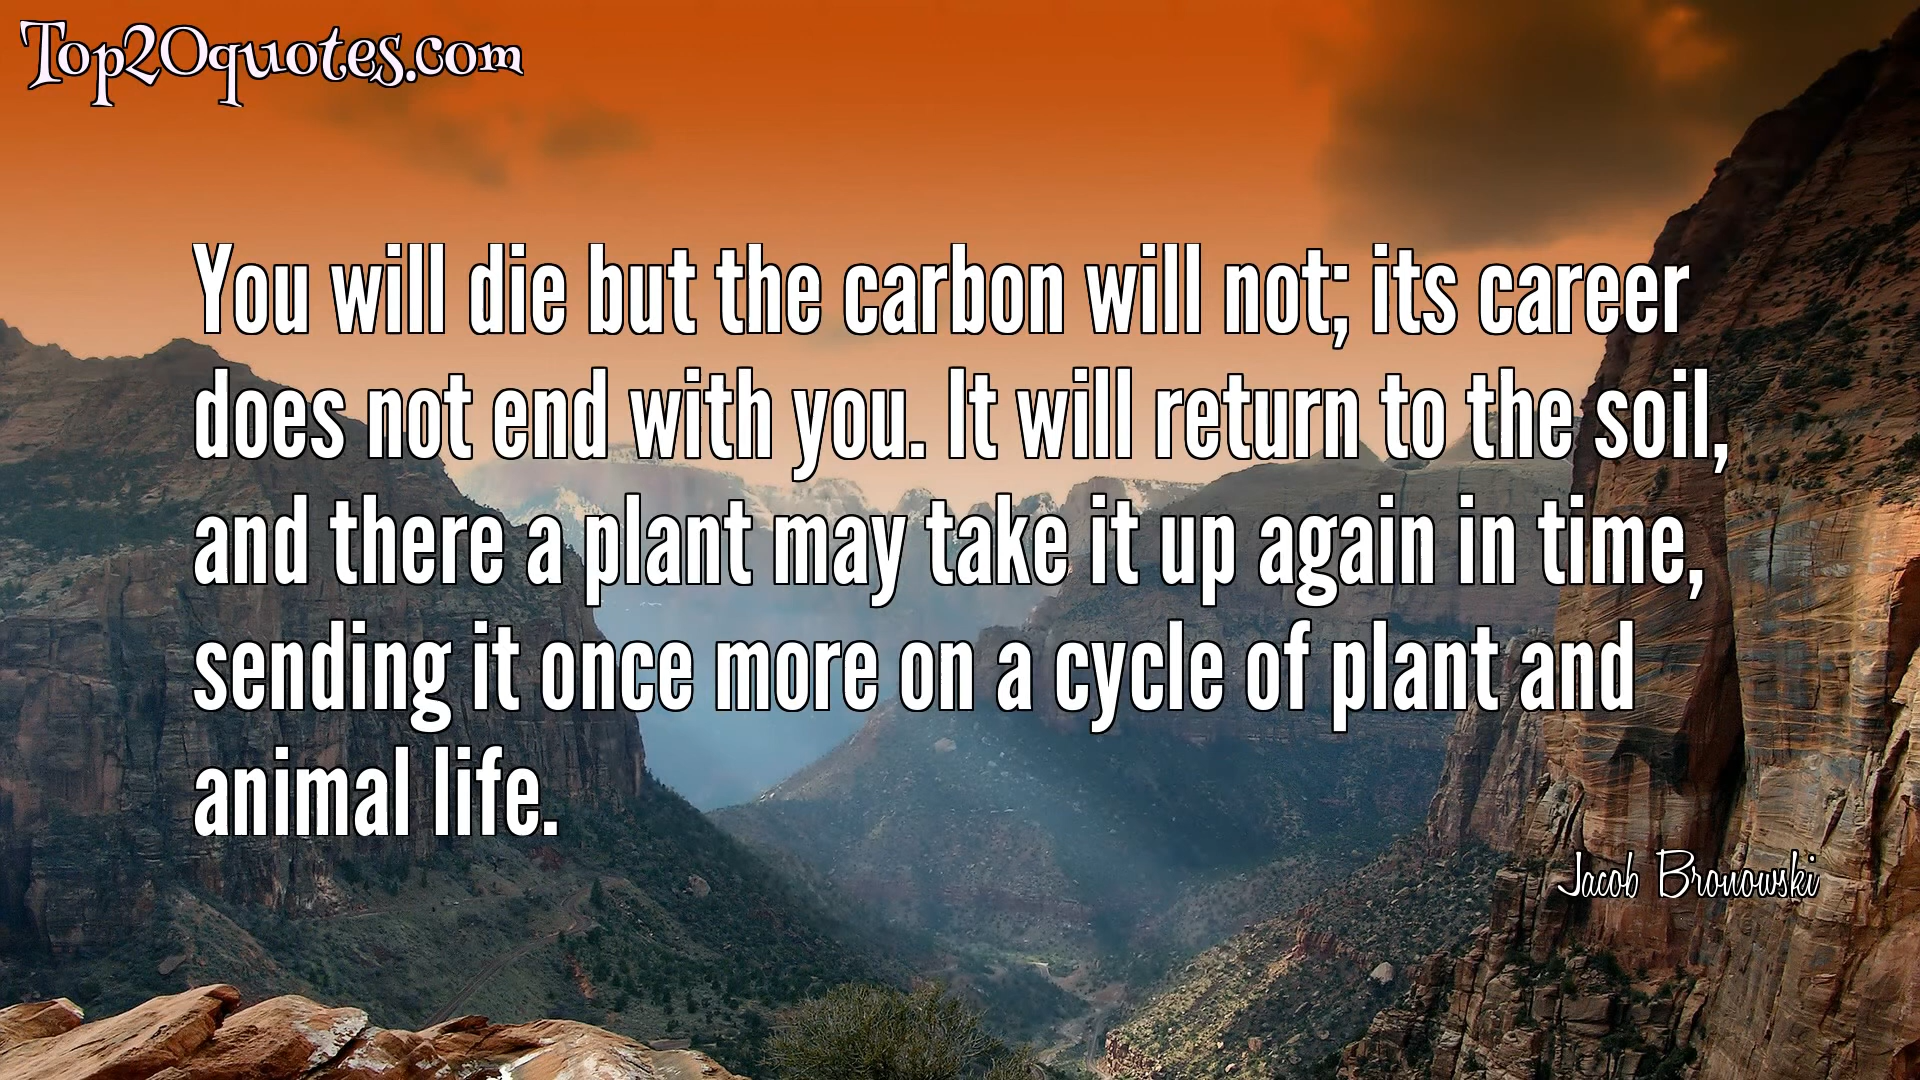 Top20quotes.com
You will die but the carbon will not; its career
does not end with you. It will return to the soil,
and there a plant may take it up again in time,
sending it once more on a cycle of plant and
animal life.
Jacob Bronowski